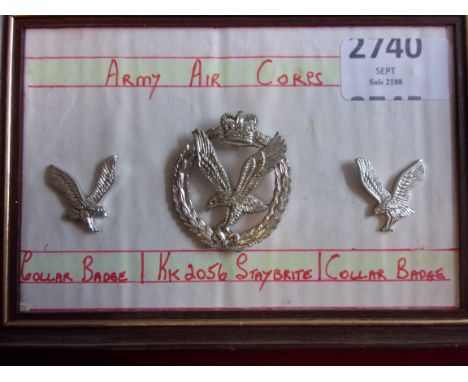 2740
SEPT
Sale 2188
Army Air Corps
Collar Badge | KK 2056 Staybrite | Collar Badge